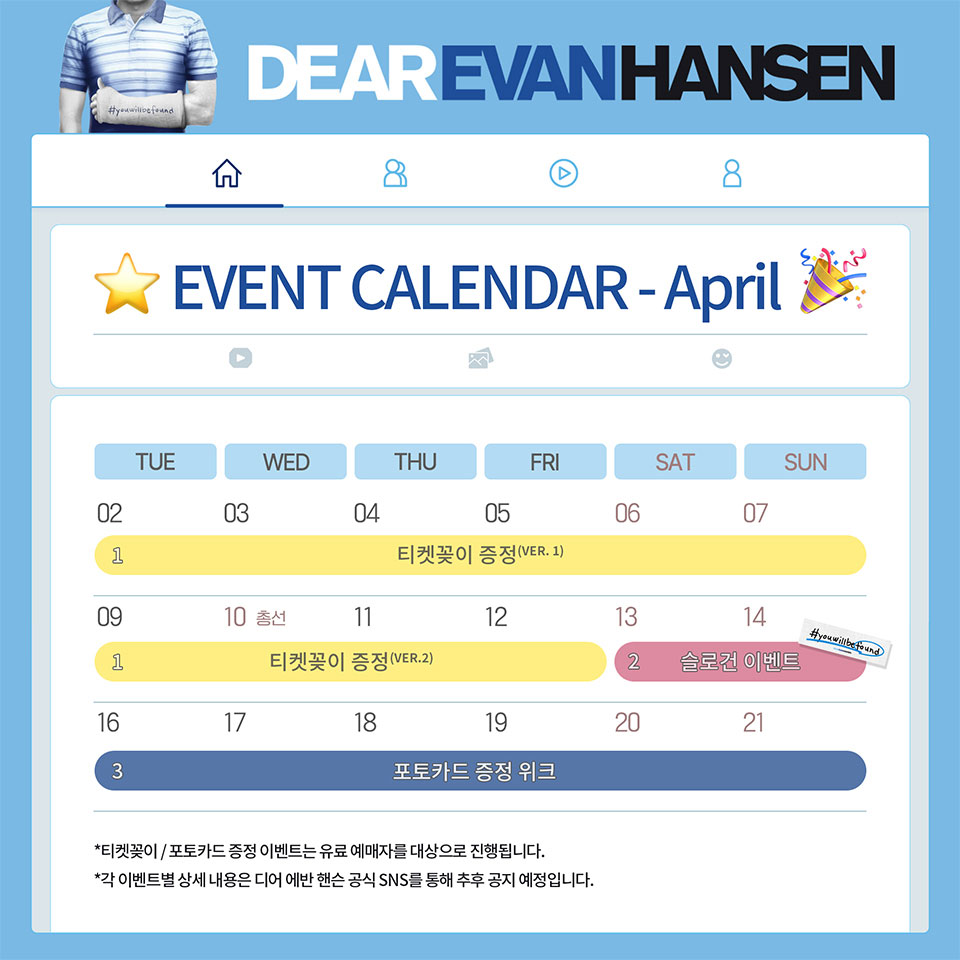 #youwillbefound
DEAR EVAN HANSEN
EVENT CALENDAR - April
TUE WED THU FRI SAT SUN
02 03 04 05 06 07
1 티켓꽂이 증정(VER. 1)
09 10 총선 11 12 13 14
#youwillbefound
1 티켓꽂이 증정(VER.2) 2 슬로건 이벤트
16 17 18 19 20 21
3 포토카드 증정 위크
*티켓꽂이 / 포토카드 증정 이벤트는 유료 예매자를 대상으로 진행됩니다.
*각 이벤트별 상세 내용은 디어 에반 핸슨 공식 SNS를 통해 추후 공지 예정입니다.